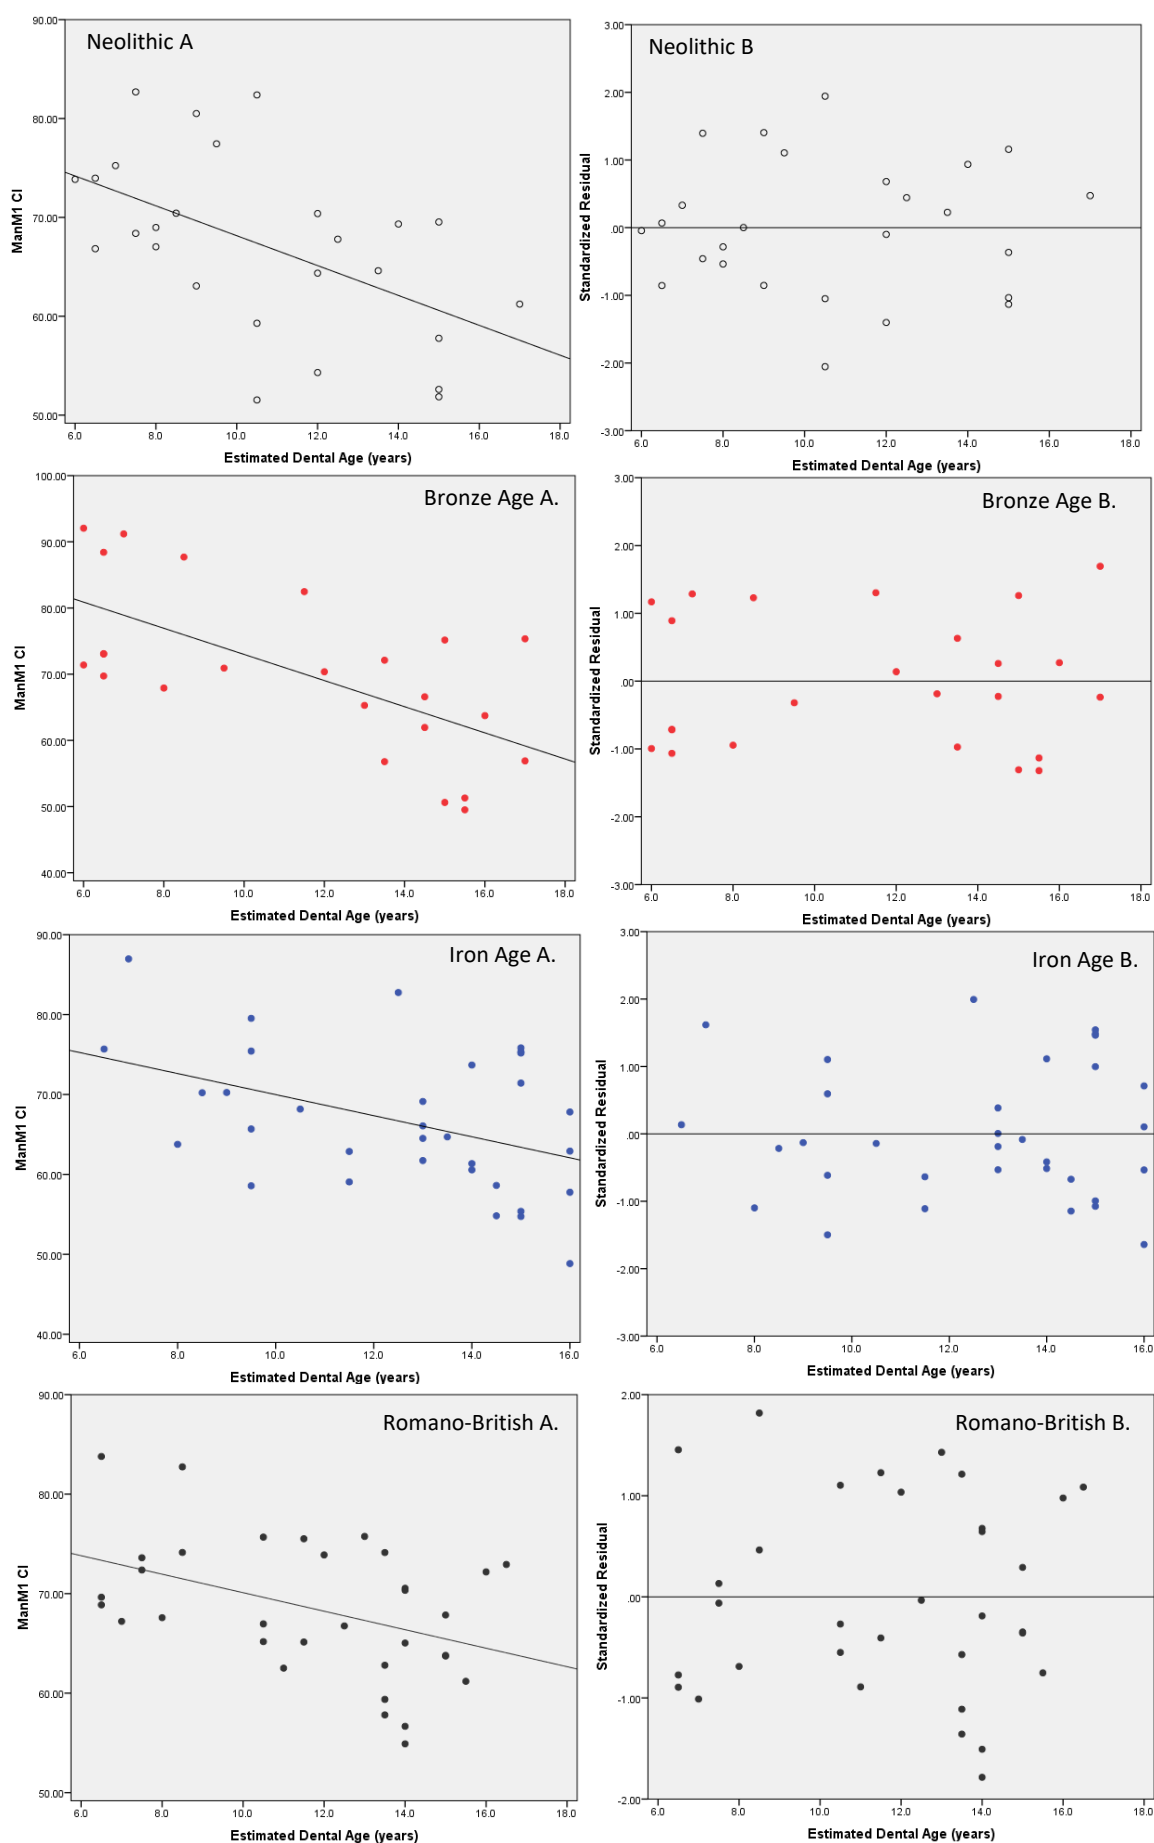 Neolithic A
90.00
80.00
70.00
60.00
50.00
ManM1 CI
6.0 8.0 10.0 12.0 14.0 16.0 18.0
Estimated Dental Age (years)
Neolithic B
3.00
2.00
1.00
.00
-1.00
-2.00
-3.00
Standardized Residual
6.0 8.0 10.0 12.0 14.0 16.0 18.0
Estimated Dental Age (years)
Bronze Age A.
100.00
90.00
80.00
70.00
60.00
50.00
40.00
ManM1 CI
6.0 8.0 10.0 12.0 14.0 16.0 18.0
Estimated Dental Age (years)
Bronze Age B.
3.00
2.00
1.00
.00
-1.00
-2.00
-3.00
Standardized Residual
6.0 8.0 10.0 12.0 14.0 16.0 18.0
Estimated Dental Age (years)
Iron Age A.
90.00
80.00
70.00
60.00
50.00
40.00
ManM1 CI
6.0 8.0 10.0 12.0 14.0 16.0
Estimated Dental Age (years)
Iron Age B.
3.00
2.00
1.00
.00
-1.00
-2.00
-3.00
Standardized Residual
6.0 8.0 10.0 12.0 14.0 16.0
Estimated Dental Age (years)
Romano-British A.
90.00
80.00
70.00
60.00
50.00
ManM1 CI
6.0 8.0 10.0 12.0 14.0 16.0 18.0
Estimated Dental Age (years)
Romano-British B.
2.00
1.00
.00
-1.00
-2.00
Standardized Residual
6.0 8.0 10.0 12.0 14.0 16.0 18.0
Estimated Dental Age (years)